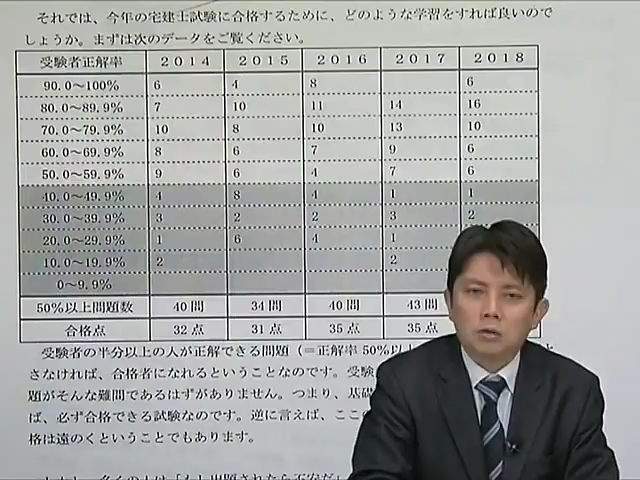 それでは、今年の宅建士試験に合格するために、どのような学習をすれば良いので
しょうか。まずは次のデータをご覧ください。
受験者正解率 2014 2015 2016 2017 2018
90.0～100% 6 4 8 6
80.0～89.9% 7 10 11 14 16
70.0～79.9% 10 8 10 13 10
60.0～69.9% 8 6 7 9 6
50.0～59.9% 9 6 4 7 6
40.0～49.9% 4 8 4 1 1
30.0～39.9% 3 2 2 3 2
20.0～29.9% 1 6 4 1
10.0～19.9% 2 2
0～9.9%
50%以上問題数 40問 34問 40問 43問
合格点 32点 31点 35点 35点
受験者の半分以上の人が正解できる問題（＝正解率50%以上
さなければ、合格者になれるということなのです。受験
題がそんな難問であるはずがありません。つまり、基礎
ば、必ず合格できる試験なのです。逆に言えば、ここ
格は遠のくということでもあります。